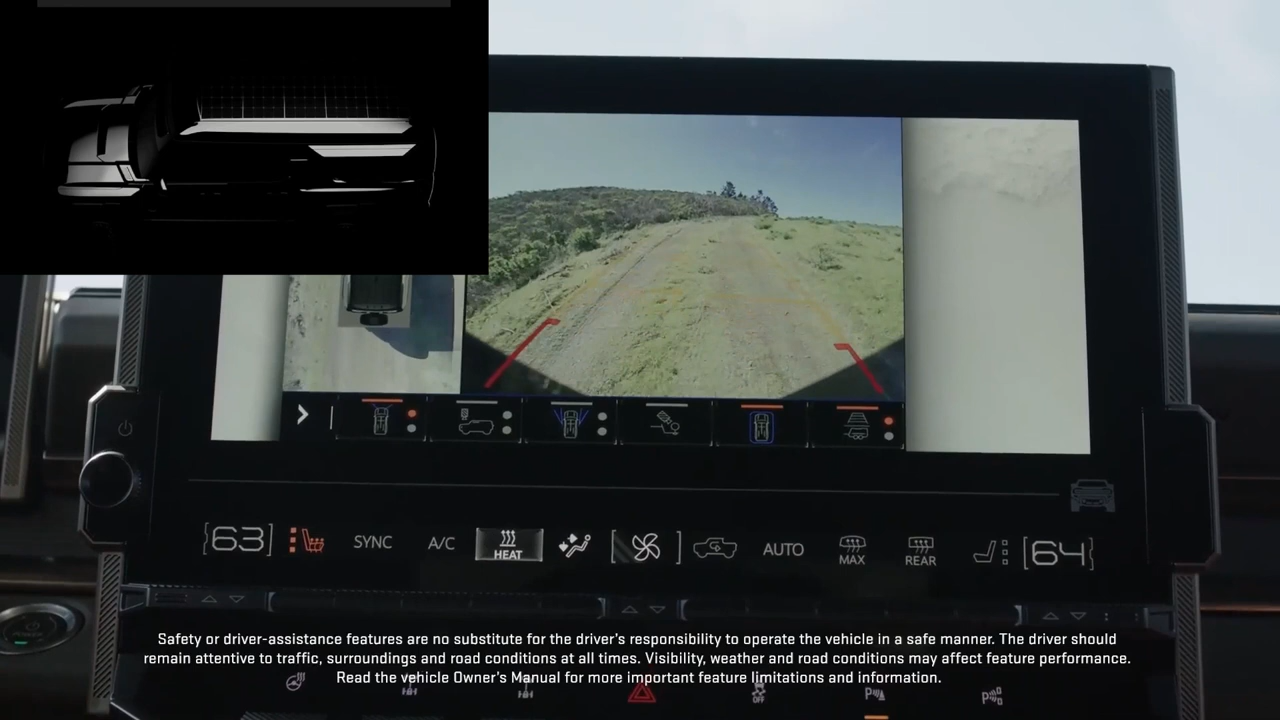 63 SYNC A/C HEAT AUTO MAX REAR 64
POWER
Safety or driver-assistance features are no substitute for the driver's responsibility to operate the vehicle in a safe manner. The driver should
remain attentive to traffic, surroundings and road conditions at all times. Visibility, weather and road conditions may affect feature performance.
Read the vehicle Owner's Manual for more important feature limitations and information.
OFF